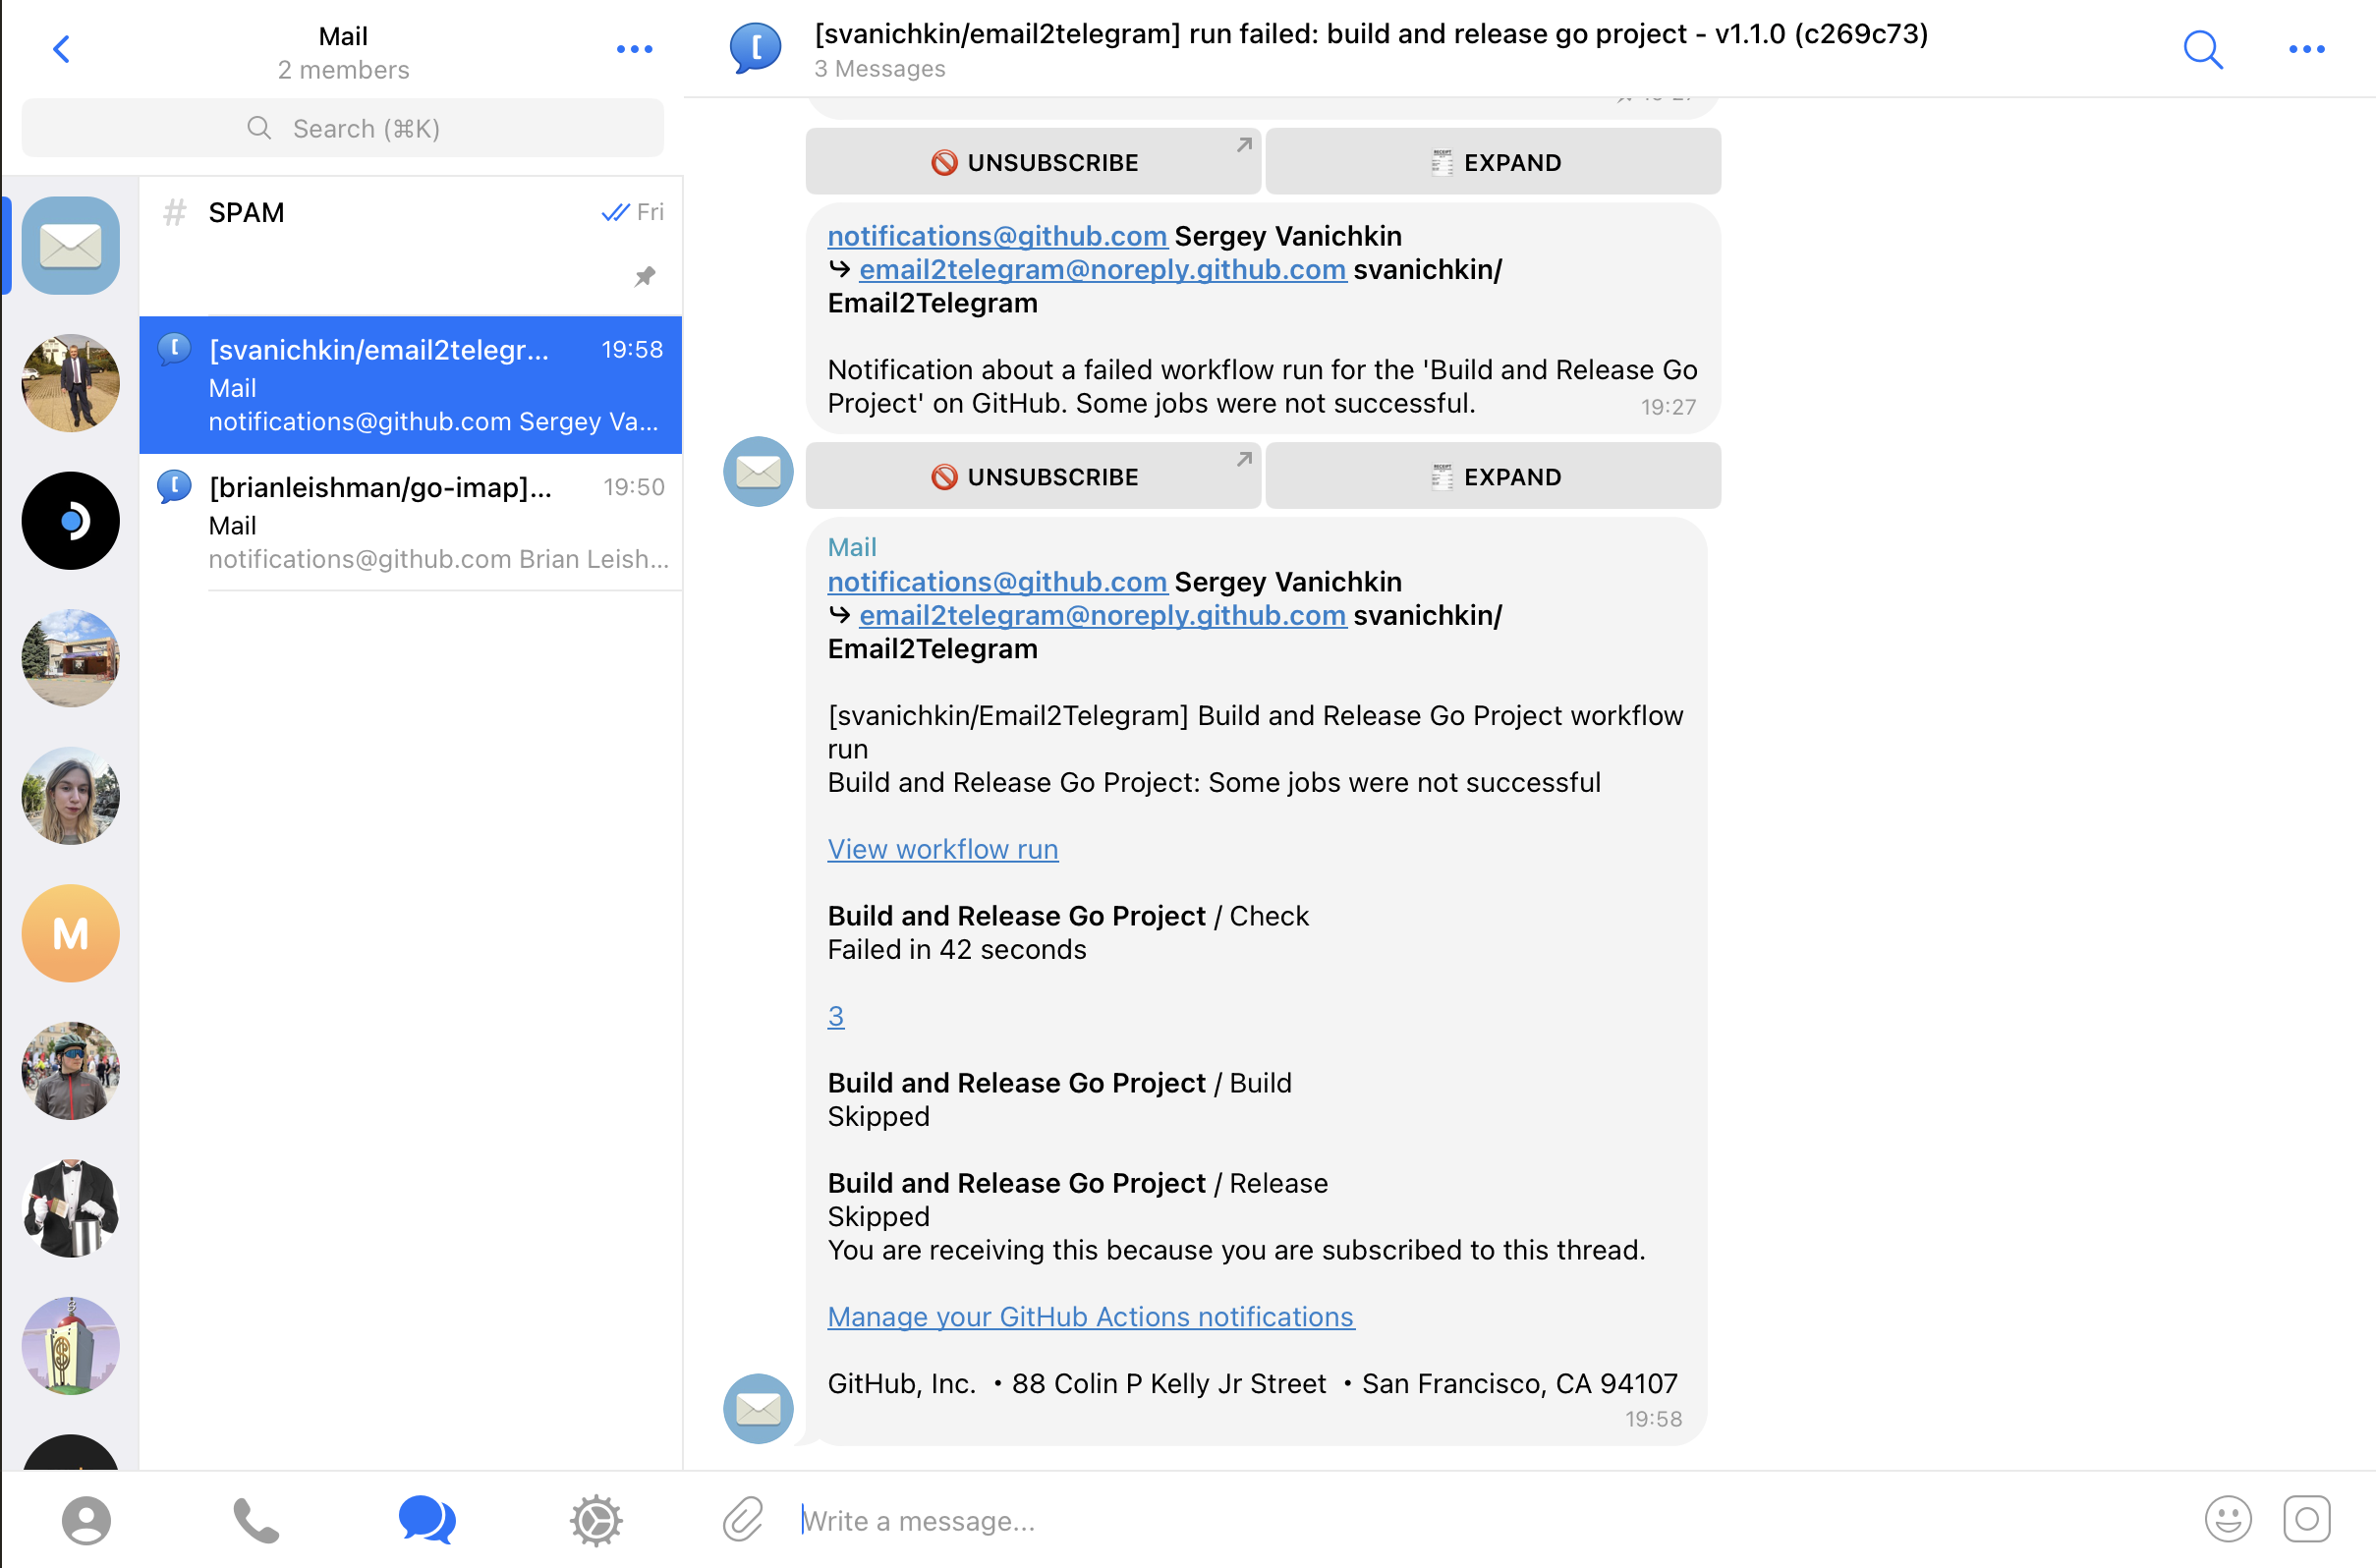 Mail
2 members
Search (⌘K)
# SPAM
Fri
[svanichkin/email2telegr...
19:58
Mail
notifications@github.com Sergey Va...
[brianleishman/go-imap]...
19:50
Mail
notifications@github.com Brian Leish...
M
[svanichkin/email2telegram] run failed: build and release go project - v1.1.0 (c269c73)
3 Messages
UNSUBSCRIBE
EXPAND
notifications@github.com Sergey Vanichkin
↪ email2telegram@noreply.github.com svanichkin/
Email2Telegram
Notification about a failed workflow run for the 'Build and Release Go
Project' on GitHub. Some jobs were not successful.
19:27
UNSUBSCRIBE
EXPAND
Mail
notifications@github.com Sergey Vanichkin
↪ email2telegram@noreply.github.com svanichkin/
Email2Telegram
[svanichkin/Email2Telegram] Build and Release Go Project workflow
run
Build and Release Go Project: Some jobs were not successful
View workflow run
Build and Release Go Project / Check
Failed in 42 seconds
3
Build and Release Go Project / Build
Skipped
Build and Release Go Project / Release
Skipped
You are receiving this because you are subscribed to this thread.
Manage your GitHub Actions notifications
GitHub, Inc. ・88 Colin P Kelly Jr Street ・San Francisco, CA 94107
19:58
Write a message...